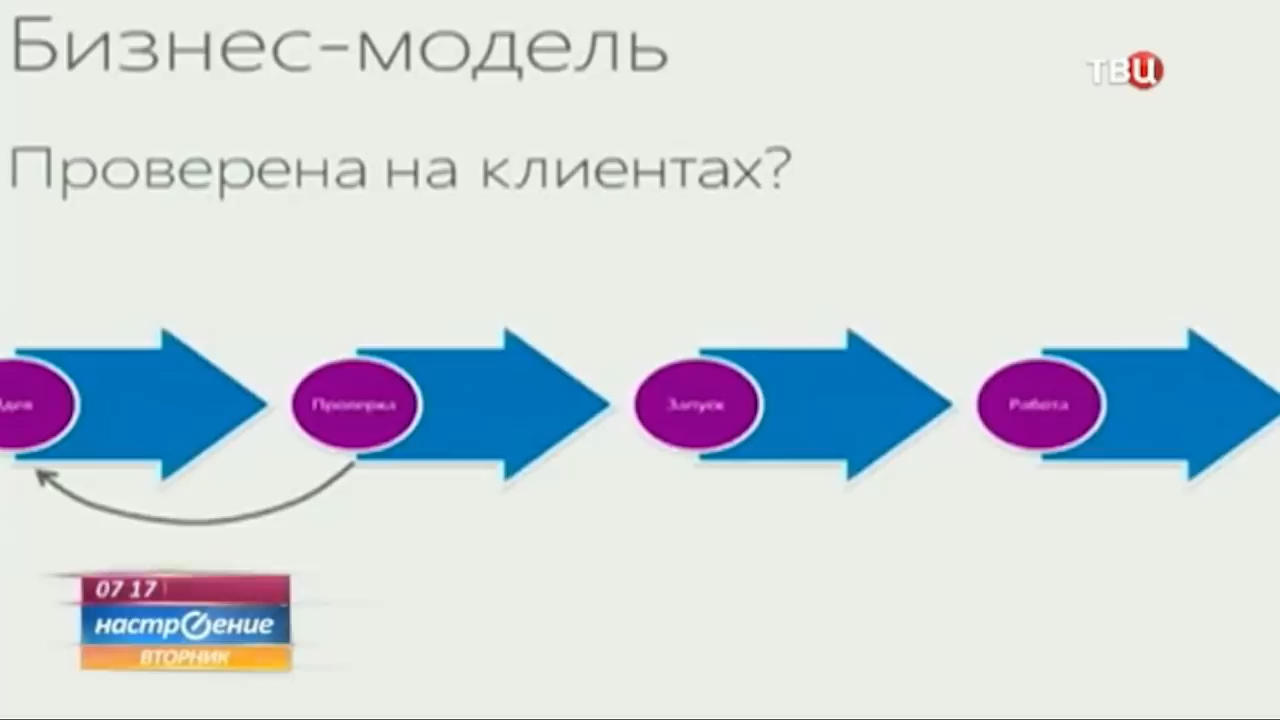 Бизнес-модель
ТВЦ
Проверена на клиентах?
Проверка
Запуск
Работа
07 17
настроение
ВТОРНИК